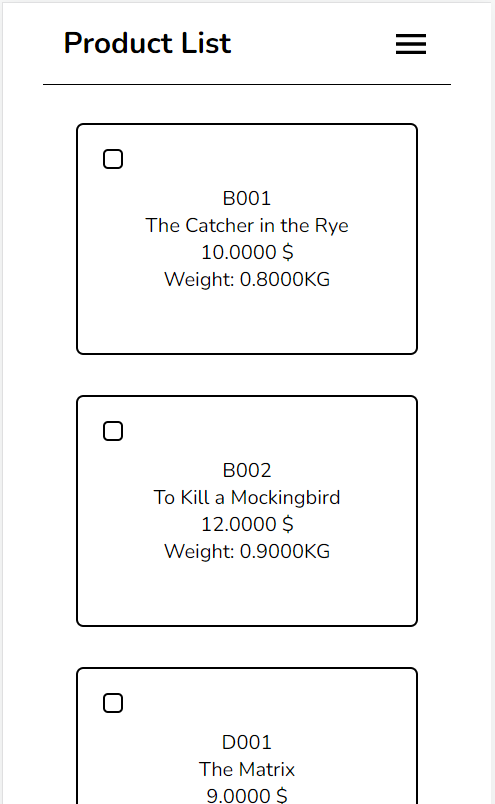 Product List
B001
The Catcher in the Rye
10.0000 $
Weight: 0.8000KG
B002
To Kill a Mockingbird
12.0000 $
Weight: 0.9000KG
D001
The Matrix
9.0000 $